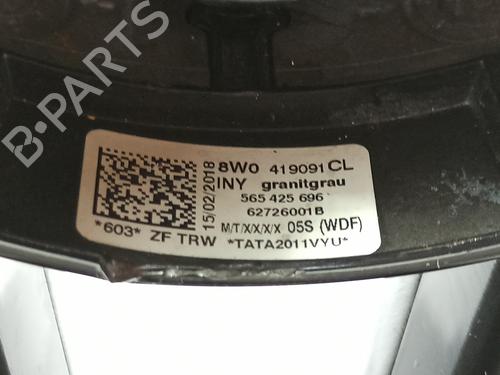 B-PARTS
8W0 419091 CL
INY granitgrau
565 425 696
62726001B
M/T/X/X/X/X 05S (WDF)
*TATA2011VYU*
15/02/2018
*603* ZF TRW